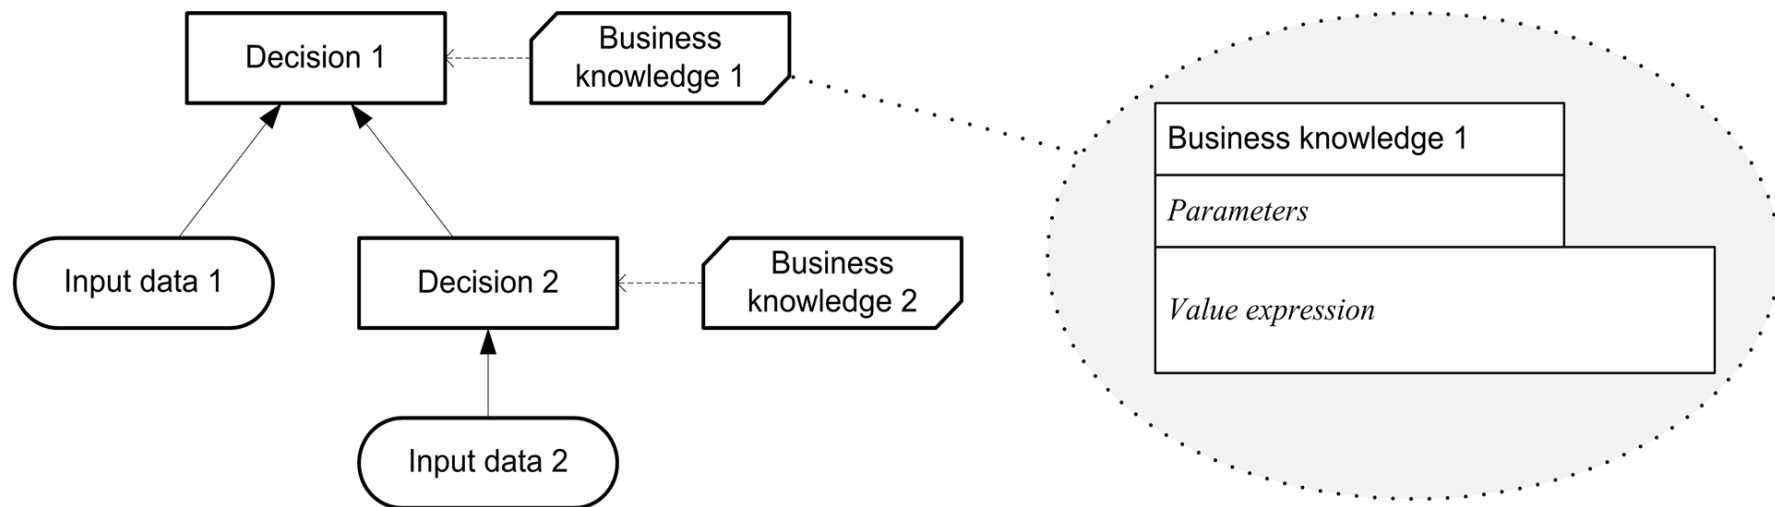 Decision 1
Business
knowledge 1
Business knowledge 1
Parameters
Value expression
Input data 1
Decision 2
Business
knowledge 2
Input data 2